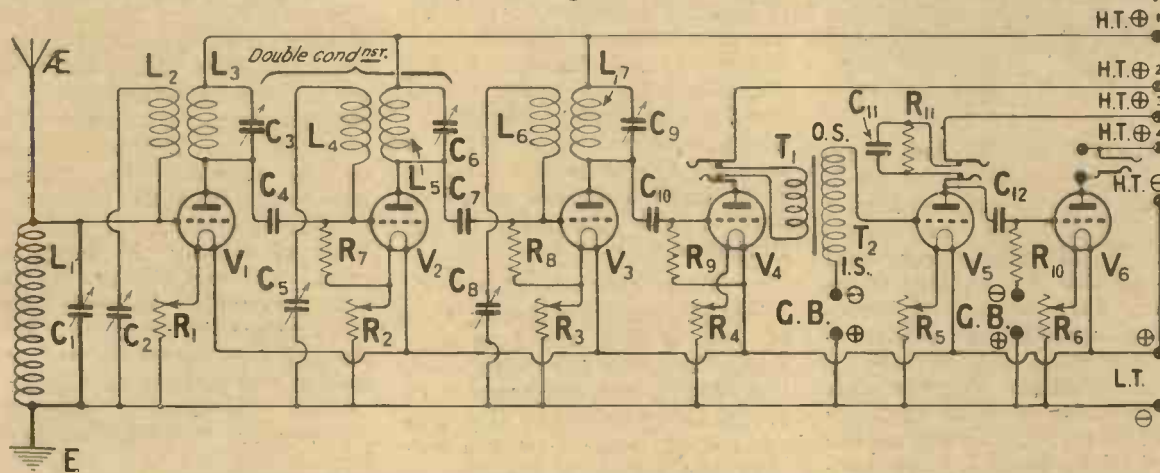 H.T. ⊕
Æ
L2
L3
Double condnsr.
L7
H.T. ⊕ 2
H.T. ⊕ 3
C3
C6
C9
C11
R11
H.T. ⊕ 4
L4
L5
L6
T1
O.S.
H.T. ⊖
C4
C7
C10
C12
L1
V1
V2
V3
V4
T2
V5
V6
C1
C2
R1
C5
R7
R2
C8
R8
R3
R9
R4
I.S.
⊖
G.B.
⊕
R5
R10
⊖
G.B.
⊕
R6
⊕
L.T.
⊖
E